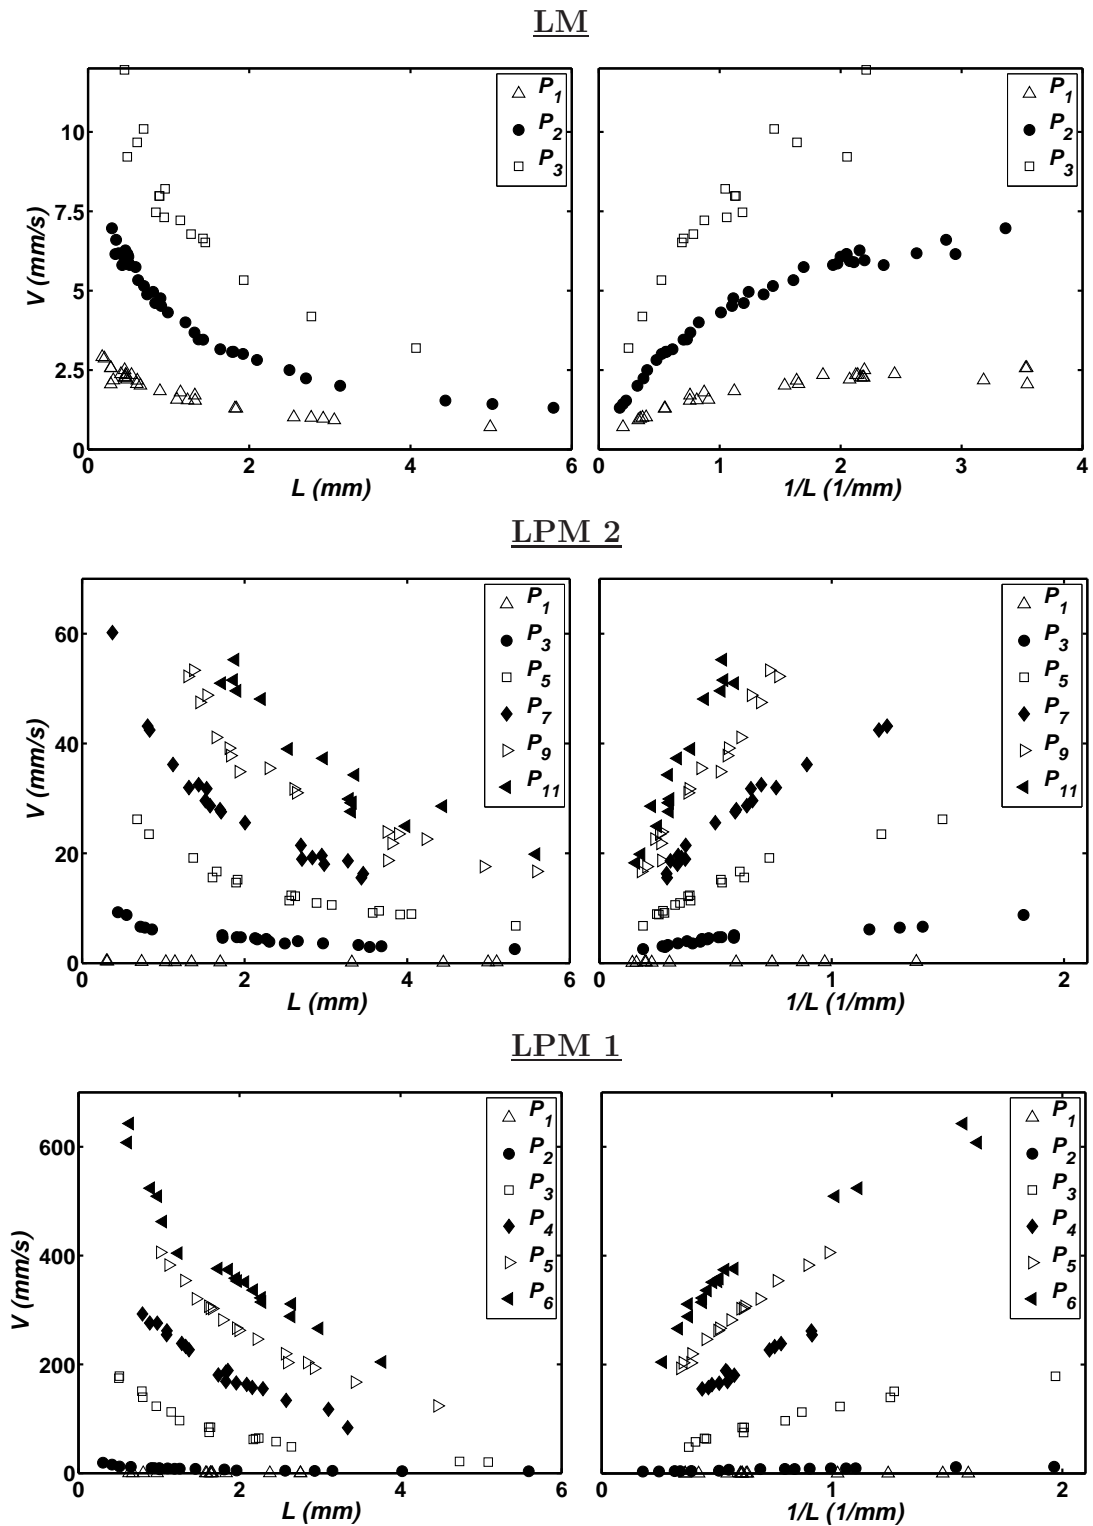 LM
P1
P2
P3
V (mm/s)
10
7.5
5
2.5
0
0 2 4 6
L (mm)
P1
P2
P3
0 1 2 3 4
1/L (1/mm)
LPM 2
P1
P3
P5
P7
P9
P11
V (mm/s)
60
40
20
0
0 2 4 6
L (mm)
P1
P3
P5
P7
P9
P11
0 1 2
1/L (1/mm)
LPM 1
P1
P2
P3
P4
P5
P6
V (mm/s)
600
400
200
0
0 2 4 6
L (mm)
P1
P2
P3
P4
P5
P6
0 1 2
1/L (1/mm)